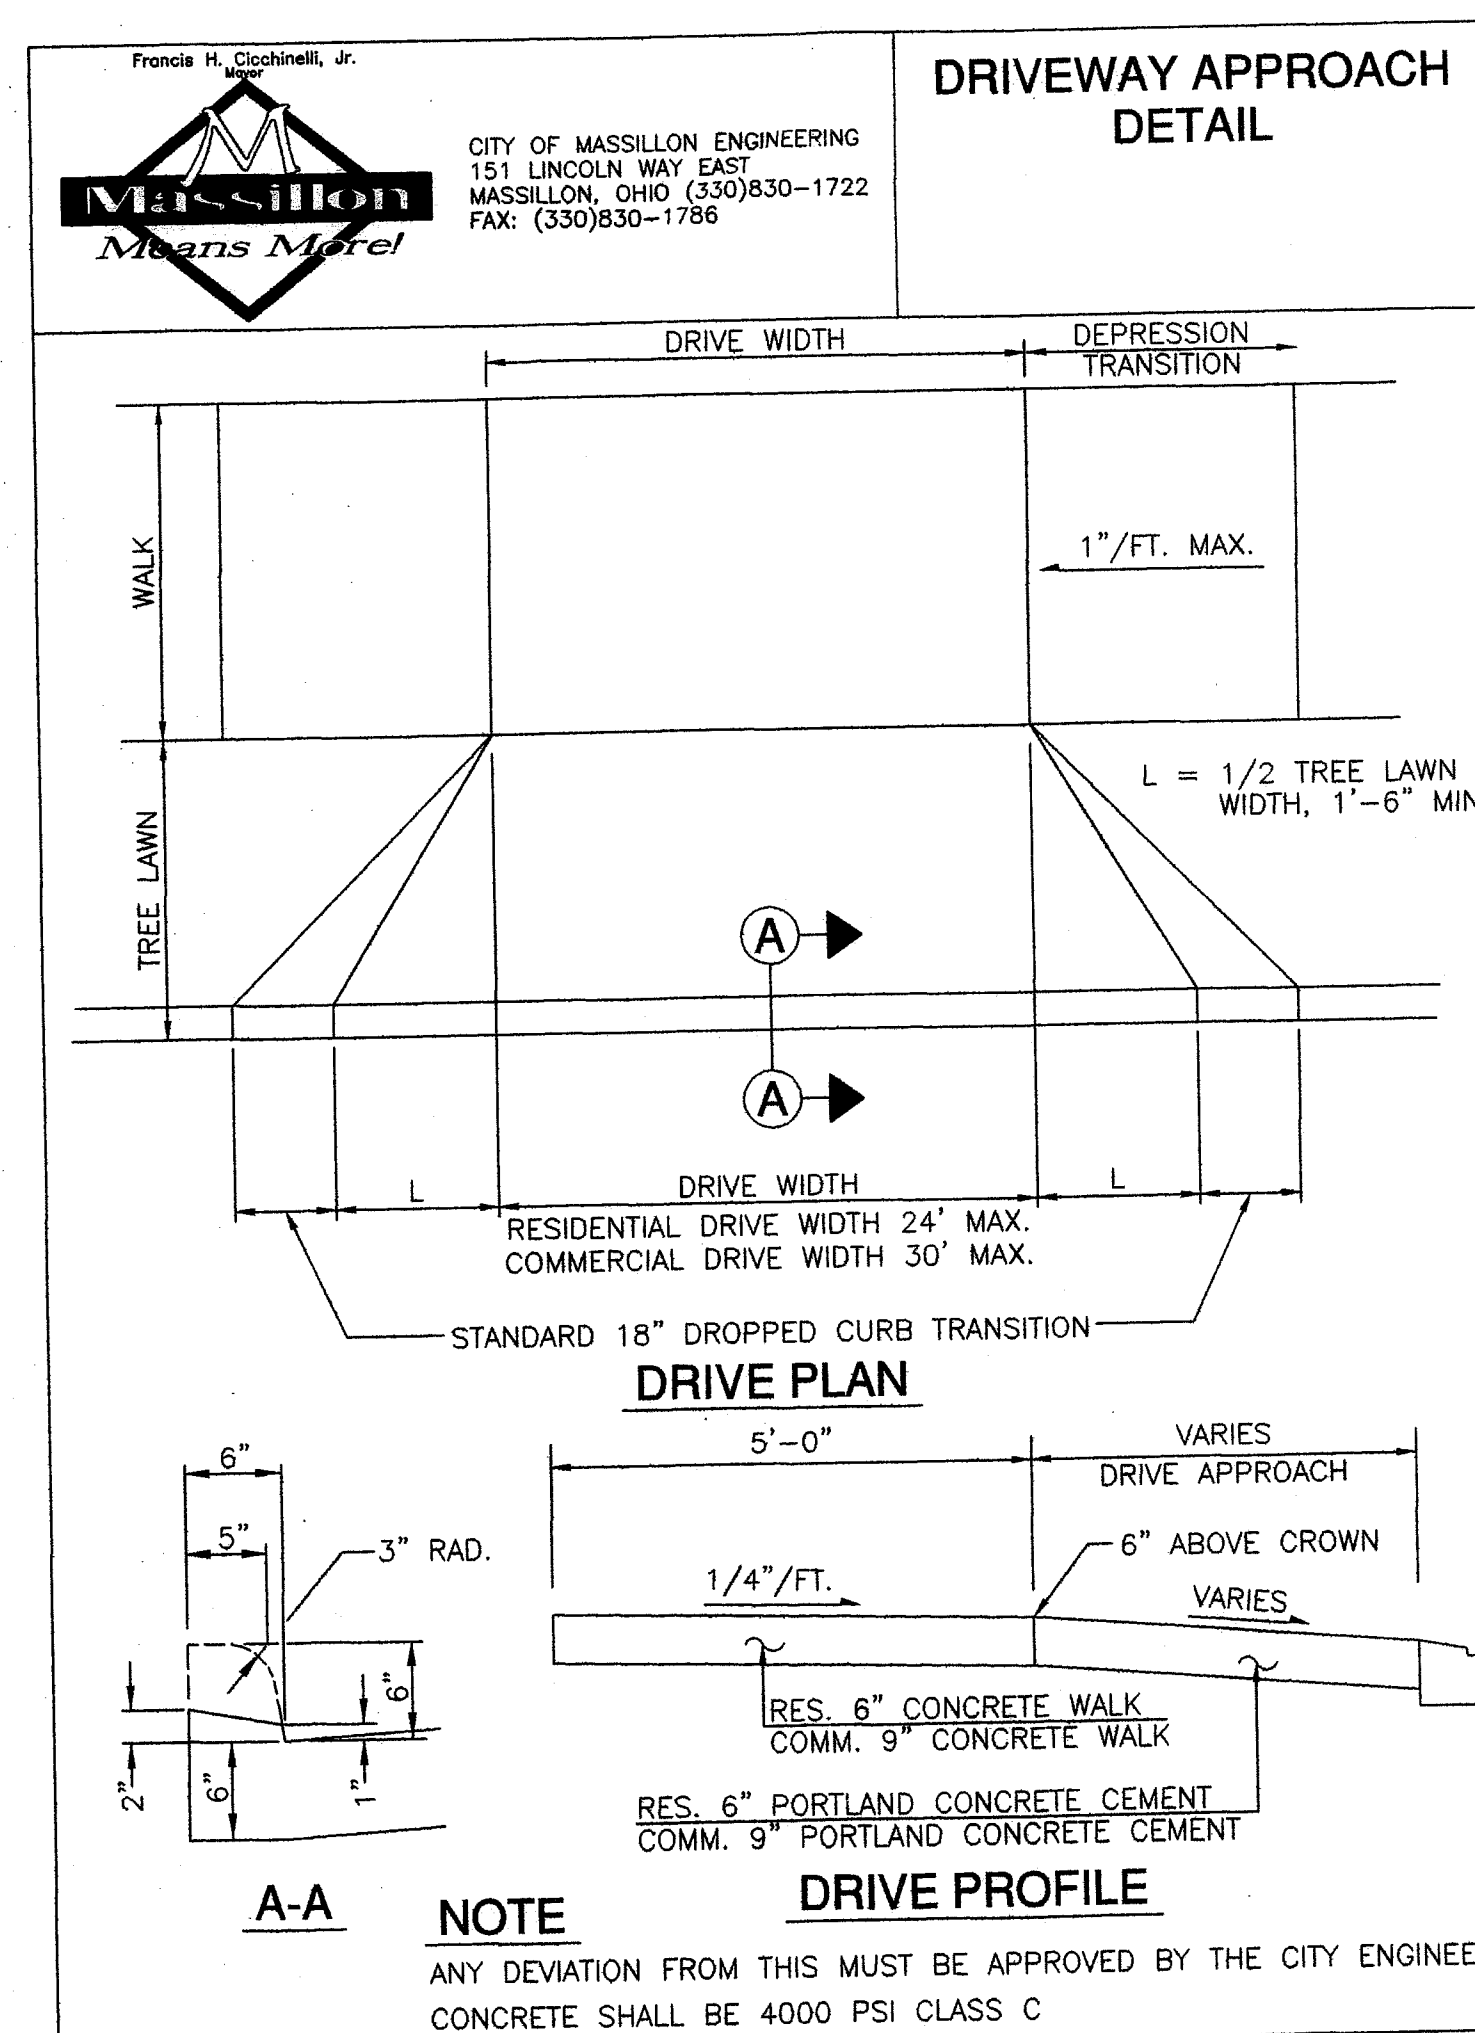 Francis H. Cicchinelli, Jr.
Mayor
M
Massillon
Means More!
CITY OF MASSILLON ENGINEERING
151 LINCOLN WAY EAST
MASSILLON, OHIO (330)830-1722
FAX: (330)830-1786
DRIVEWAY APPROACH
DETAIL
DRIVE WIDTH
DEPRESSION
TRANSITION
WALK
1"/FT. MAX.
TREE LAWN
L = 1/2 TREE LAWN
WIDTH, 1'-6" MIN
A
A
L
DRIVE WIDTH
L
RESIDENTIAL DRIVE WIDTH 24' MAX.
COMMERCIAL DRIVE WIDTH 30' MAX.
STANDARD 18" DROPPED CURB TRANSITION
DRIVE PLAN
6"
5"
3" RAD.
6"
2"
6"
1"
A-A
5'-0"
VARIES
DRIVE APPROACH
6" ABOVE CROWN
1/4"/FT.
VARIES
RES. 6" CONCRETE WALK
COMM. 9" CONCRETE WALK
RES. 6" PORTLAND CONCRETE CEMENT
COMM. 9" PORTLAND CONCRETE CEMENT
DRIVE PROFILE
NOTE
ANY DEVIATION FROM THIS MUST BE APPROVED BY THE CITY ENGINEE
CONCRETE SHALL BE 4000 PSI CLASS C